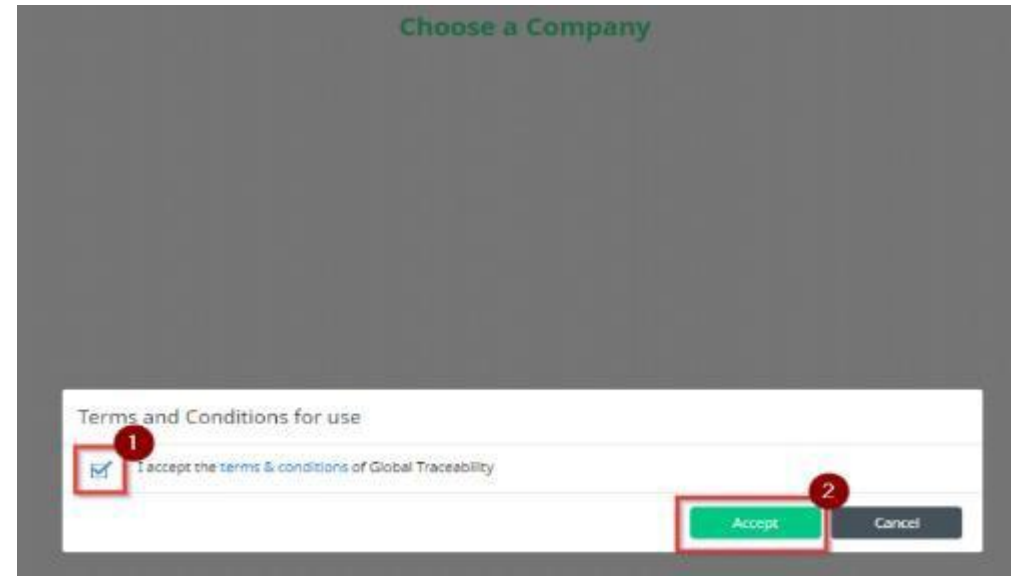 Choose a Company
Terms and Conditions for use
1
I accept the terms & conditions of Global Traceability
2
Accept
Cancel